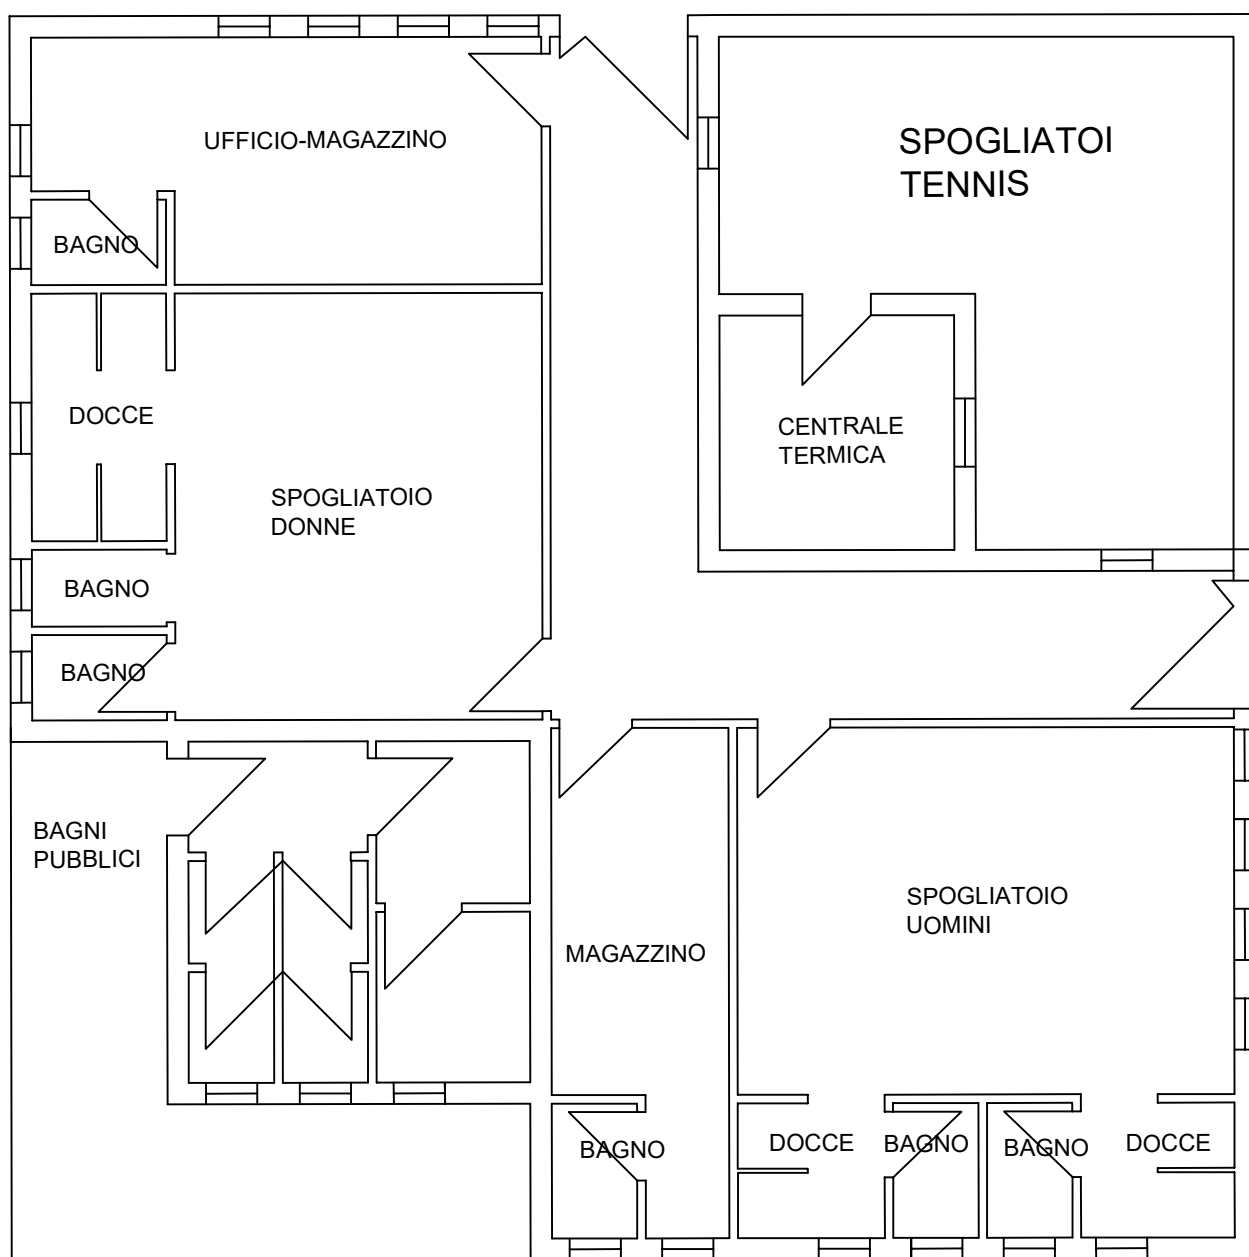 UFFICIO-MAGAZZINO
SPOGLIATOI
TENNIS
BAGNO
DOCCE
CENTRALE
TERMICA
SPOGLIATOIO
DONNE
BAGNO
BAGNO
BAGNI
PUBBLICI
SPOGLIATOIO
UOMINI
MAGAZZINO
BAGNO
DOCCE
BAGNO
BAGNO
DOCCE